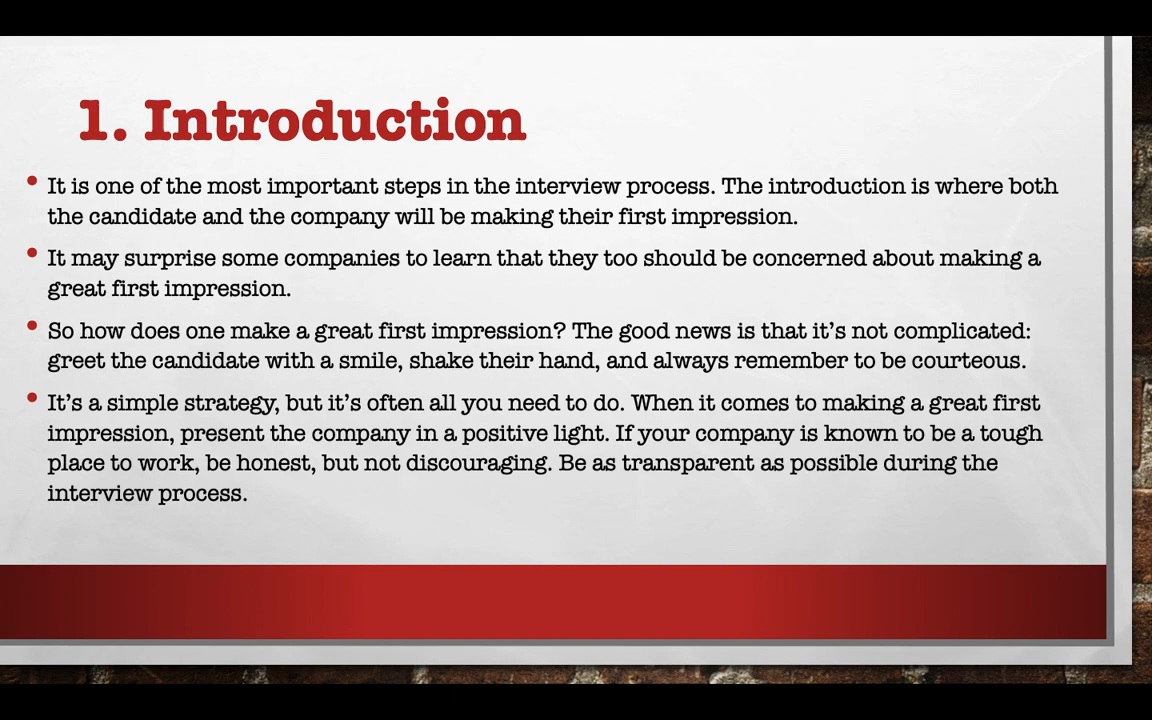 1. Introduction
• It is one of the most important steps in the interview process. The introduction is where both
the candidate and the company will be making their first impression.
• It may surprise some companies to learn that they too should be concerned about making a
great first impression.
• So how does one make a great first impression? The good news is that it’s not complicated:
greet the candidate with a smile, shake their hand, and always remember to be courteous.
• It’s a simple strategy, but it’s often all you need to do. When it comes to making a great first
impression, present the company in a positive light. If your company is known to be a tough
place to work, be honest, but not discouraging. Be as transparent as possible during the
interview process.